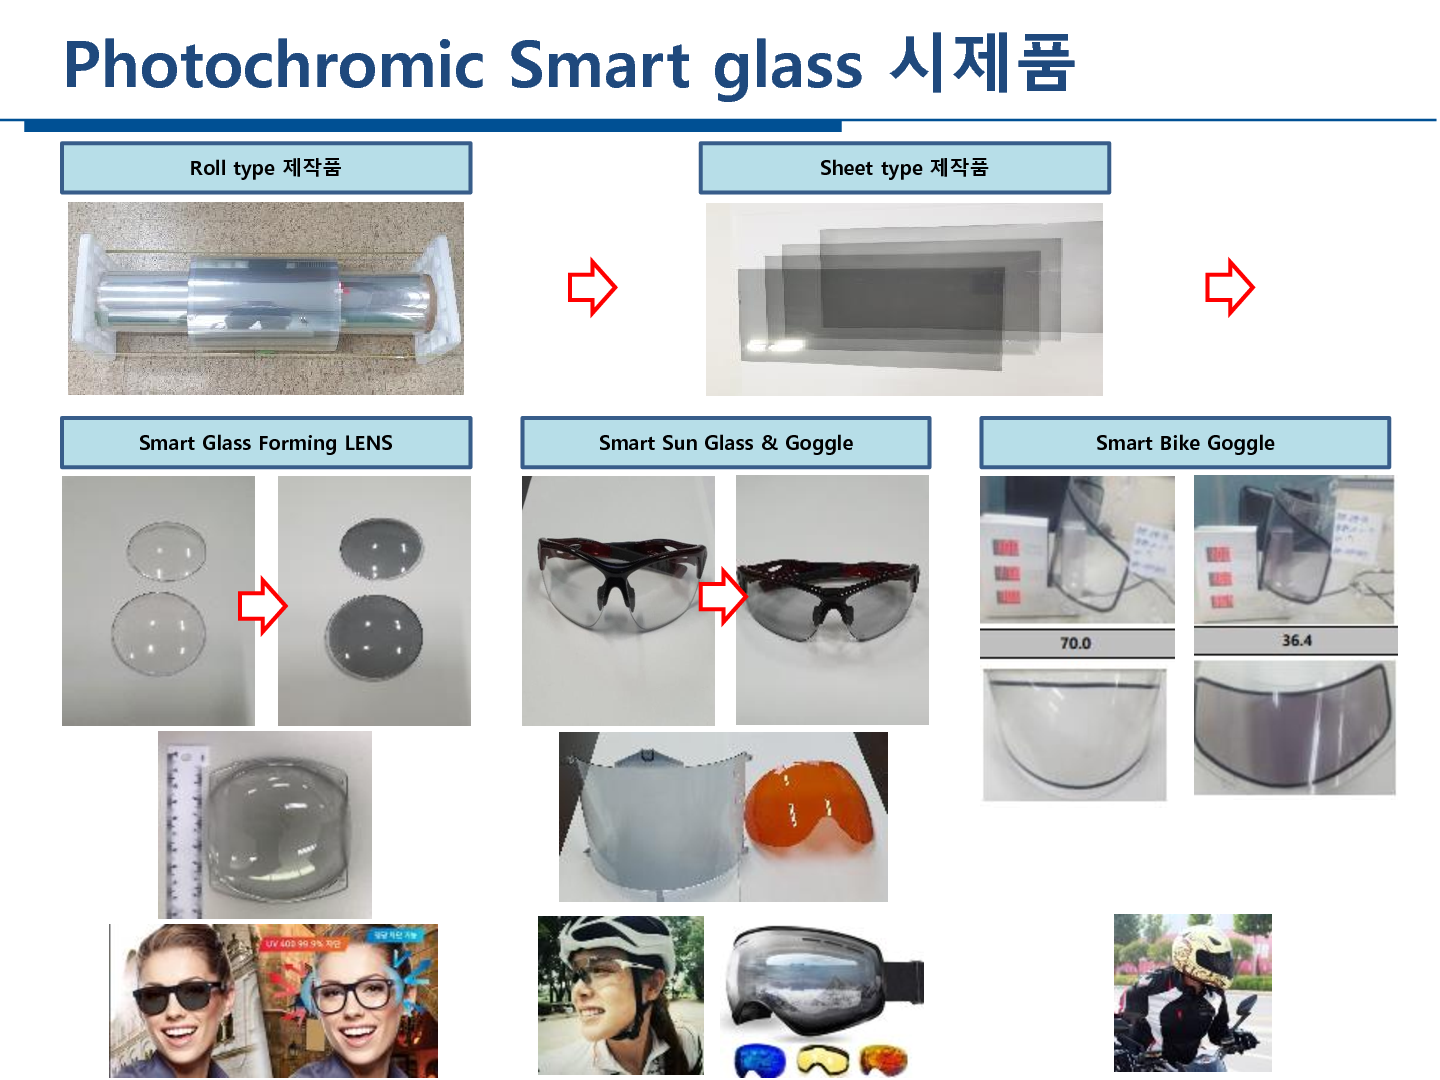 Photochromic Smart glass 시제품
Roll type 제작품
Sheet type 제작품
Smart Glass Forming LENS
Smart Sun Glass & Goggle
Smart Bike Goggle
70.0
36.4
UV 400 99.9% 차단